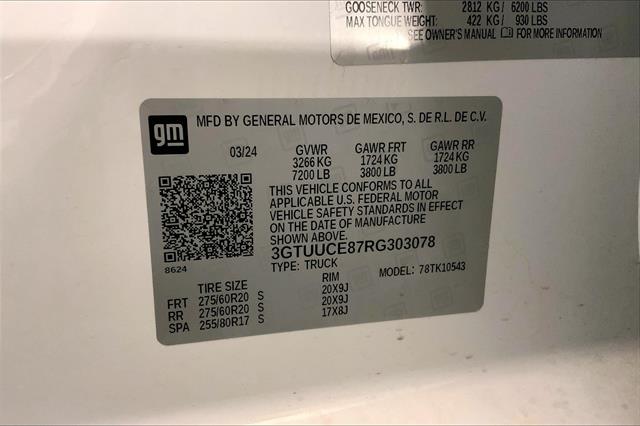 GOOSENECK TWR: 2812 KG/ 6200 LBS
MAX TONGUE WEIGHT: 422 KG/ 930 LBS
SEE OWNER'S MANUAL FOR MORE INFORMATION
gm
MFD BY GENERAL MOTORS DE MEXICO, S. DE R.L. DE C.V.
03/24 GVWR GAWR FRT GAWR RR
3266 KG 1724 KG 1724 KG
7200 LB 3800 LB 3800 LB
THIS VEHICLE CONFORMS TO ALL
APPLICABLE U.S. FEDERAL MOTOR
VEHICLE SAFETY STANDARDS IN EFFECT
ON THE DATE OF MANUFACTURE
SHOWN ABOVE.
3GTUUCE87RG303078
8624 TYPE: TRUCK MODEL: 78TK10543
TIRE SIZE RIM
FRT 275/60R20 S 20X9J
RR 275/60R20 S 20X9J
SPA 255/80R17 S 17X8J